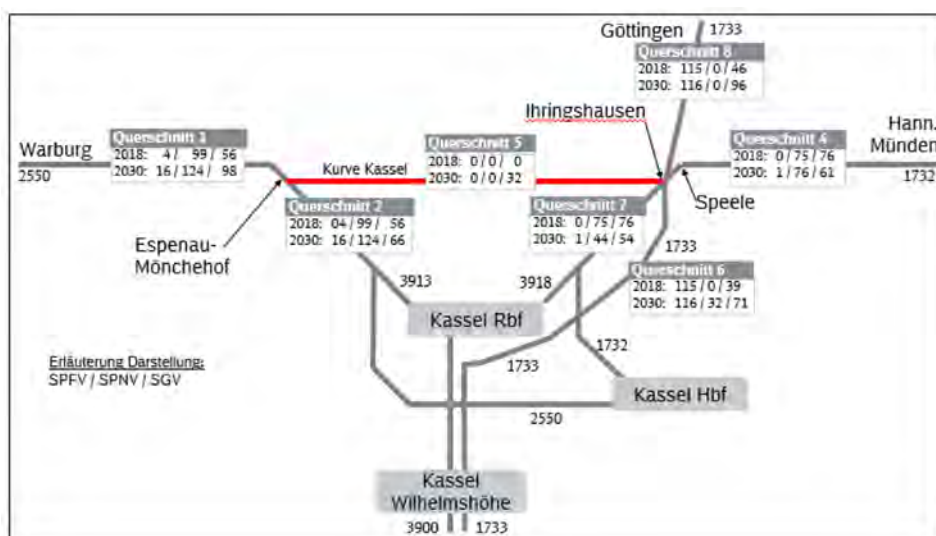 Göttingen
1733
Querschnitt 8
2018: 115 / 0 / 46
2030: 116 / 0 / 96
Ihringshausen
Hann.
Münden
1732
Warburg
2550
Querschnitt 1
2018: 4 / 99 / 56
2030: 16 / 124 / 98
Kurve Kassel
Querschnitt 5
2018: 0 / 0 / 0
2030: 0 / 0 / 32
Querschnitt 4
2018: 0 / 75 / 76
2030: 1 / 76 / 61
Speele
Espenau-
Mönchehof
Querschnitt 2
2018: 04 / 99 / 56
2030: 16 / 124 / 66
Querschnitt 7
2018: 0 / 75 / 76
2030: 1 / 44 / 54
1733
Querschnitt 6
2018: 115 / 0 / 39
2030: 116 / 32 / 71
3913
3918
Kassel Rbf
1733
1732
Kassel Hbf
2550
Erläuterung Darstellung:
SPFV / SPNV / SGV
Kassel
Wilhelmshöhe
3900
1733